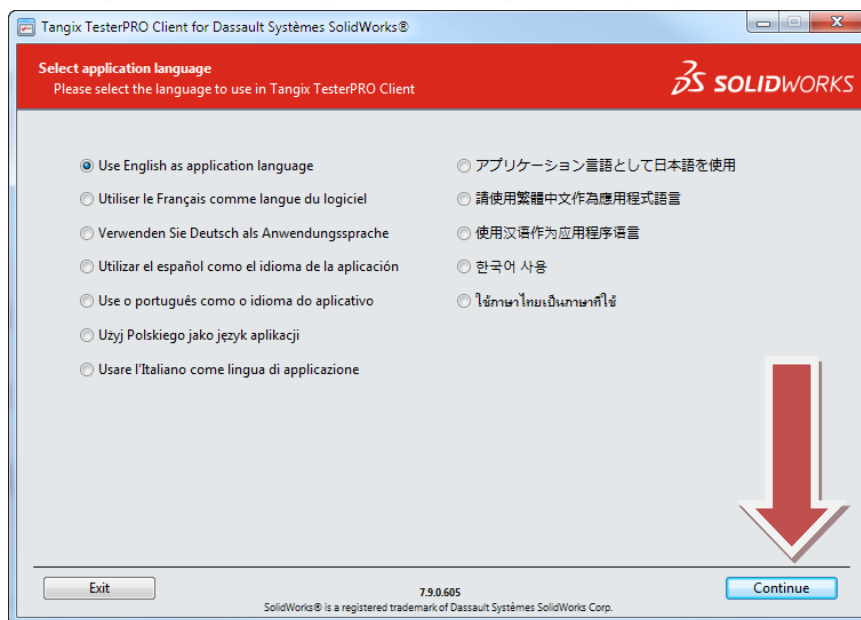 Tangix TesterPRO Client for Dassault Systèmes SolidWorks®
Select application language
Please select the language to use in Tangix TesterPRO Client
SOLIDWORKS
Use English as application language
Utiliser le Français comme langue du logiciel
Verwenden Sie Deutsch als Anwendungssprache
Utilizar el español como el idioma de la aplicación
Use o português como o idioma do aplicativo
Użyj Polskiego jako język aplikacji
Usare l'Italiano come lingua di applicazione
アプリケーション言語として日本語を使用
請使用繁體中文作為應用程式語言
使用汉语作为应用程序语言
한국어 사용
ใช้ภาษาไทยเป็นภาษาที่ใช้
Exit
7.9.0.605
Continue
SolidWorks® is a registered trademark of Dassault Systèmes SolidWorks Corp.